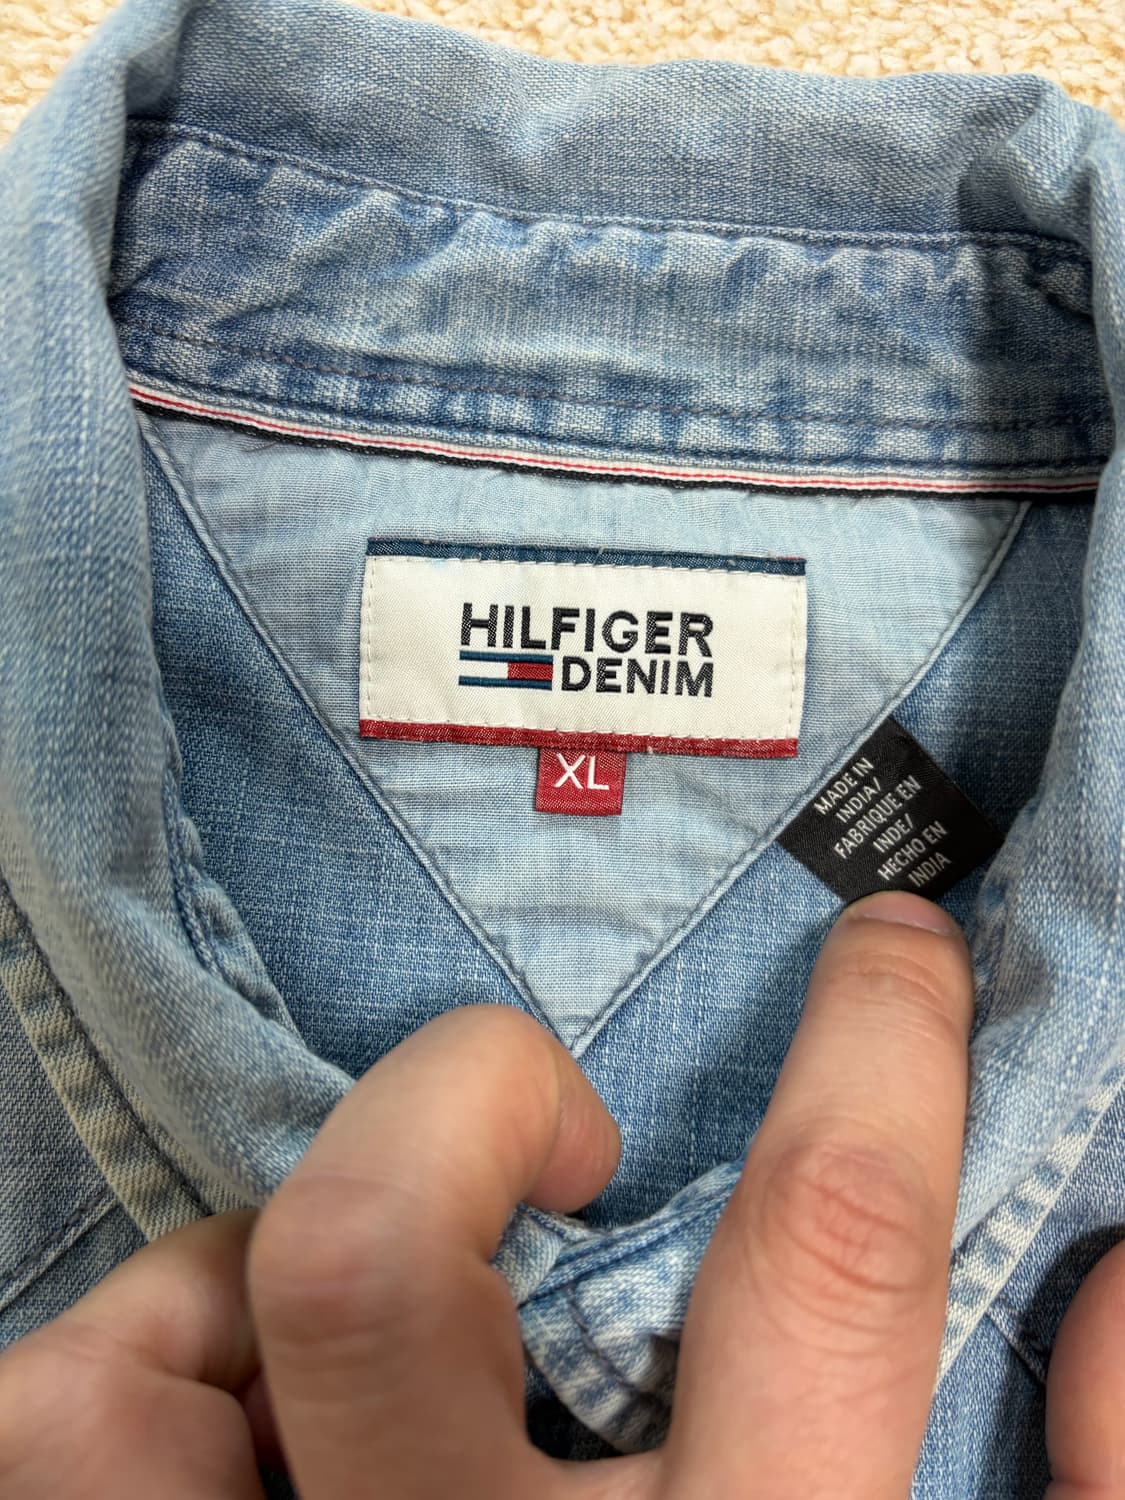 HILFIGER
DENIM
XL
MADE IN
INDIA/
FABRIQUE EN
INDE/
HECHO EN
INDIA